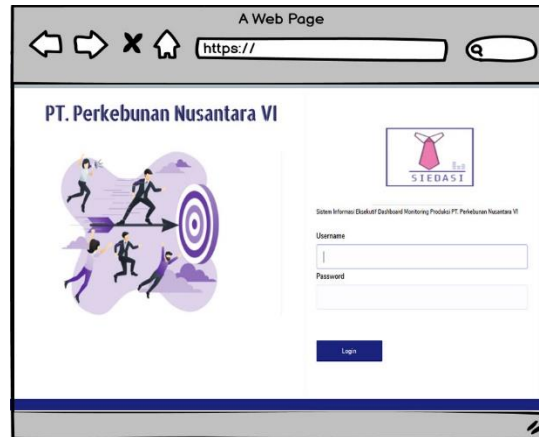 A Web Page
https://
PT. Perkebunan Nusantara VI
SIEDASI
Sistem Informasi Eksekutif Dashboard Monitoring Produksi PT. Perkebunan Nusantara VI
Username
Password
Login